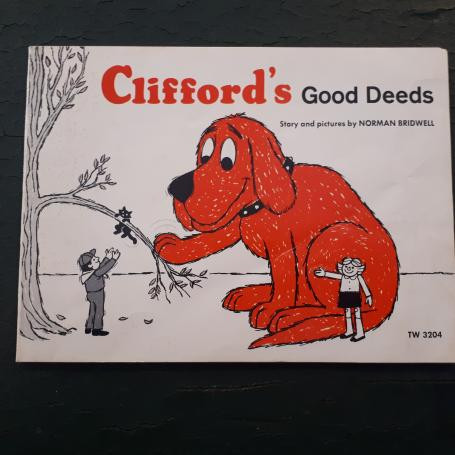 Clifford's Good Deeds
Story and pictures by NORMAN BRIDWELL
TW 3204